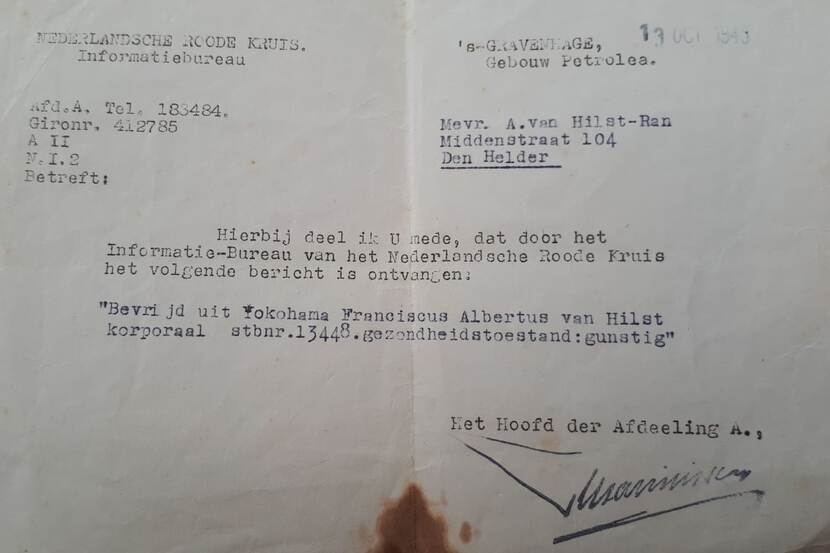 NEDERLANDSCHE ROODE KRUIS.
Informatiebureau
's-GRAVENHAGE, 13 OCT 1945
Gebouw Petrolea.
Afd.A. Tel. 183484.
Gironr. 412785
A II
N.I.2
Betreft:
Mevr. A.van Hilst-Ran
Middenstraat 104
Den Helder
Hierbij deel ik U mede, dat door het
Informatie-Bureau van het Nederlandsche Roode Kruis
het volgende bericht is ontvangen:
"Bevrijd uit Yokohama Franciscus Albertus van Hilst
korporaal stbnr.13448.gezondheidstoestand:gunstig"
Het Hoofd der Afdeeling A.,